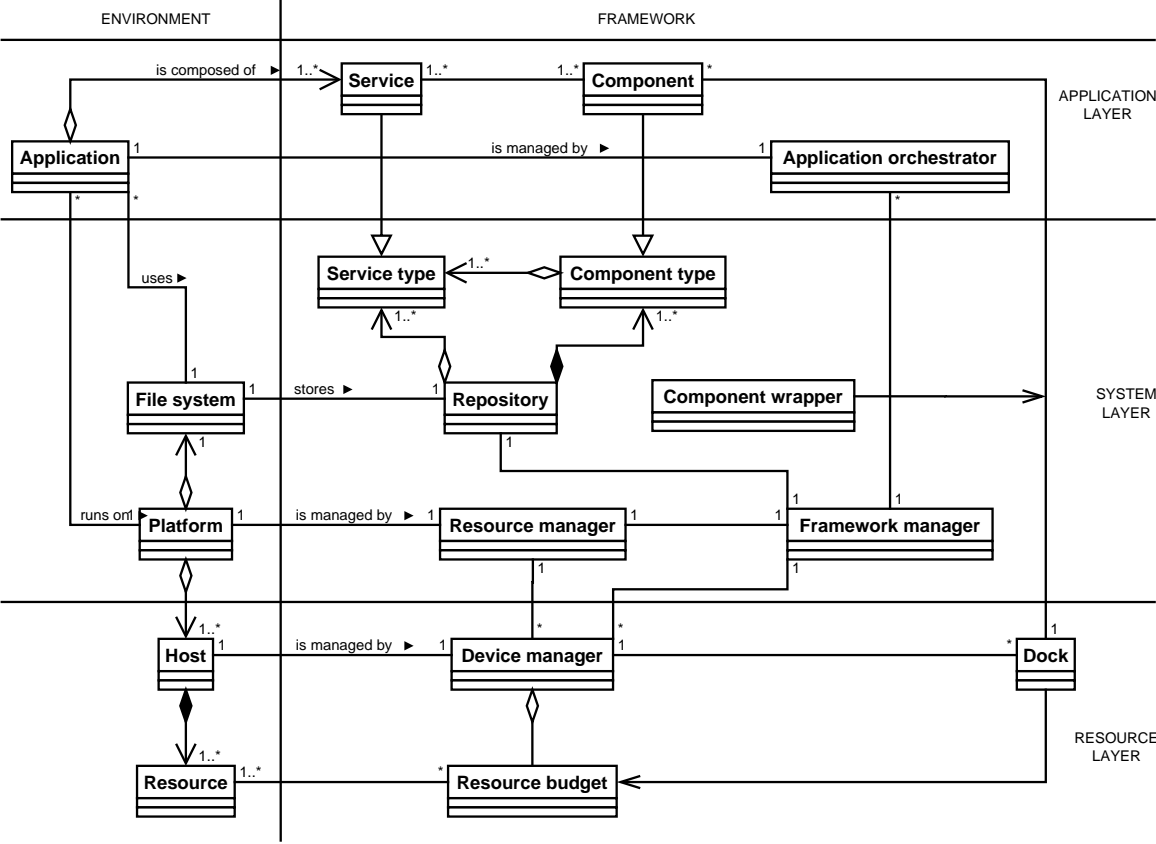 ENVIRONMENT
FRAMEWORK
is composed of ►
1..*
Service
1..*
1..*
Component
*
APPLICATION
LAYER
Application
1
is managed by ►
1
Application orchestrator
*
*
*
Service type
1..*
Component type
uses ►
1..*
1..*
1
File system
1
stores ►
1
Repository
Component wrapper
SYSTEM
LAYER
1
1
1
1
runs on
1
►
Platform
1
is managed by ►
1
Resource manager
1
1
Framework manager
1
1
1..*
*
*
1
Host
1
is managed by ►
1
Device manager
1
*
Dock
RESOURCE
LAYER
1..*
Resource
1..*
*
Resource budget